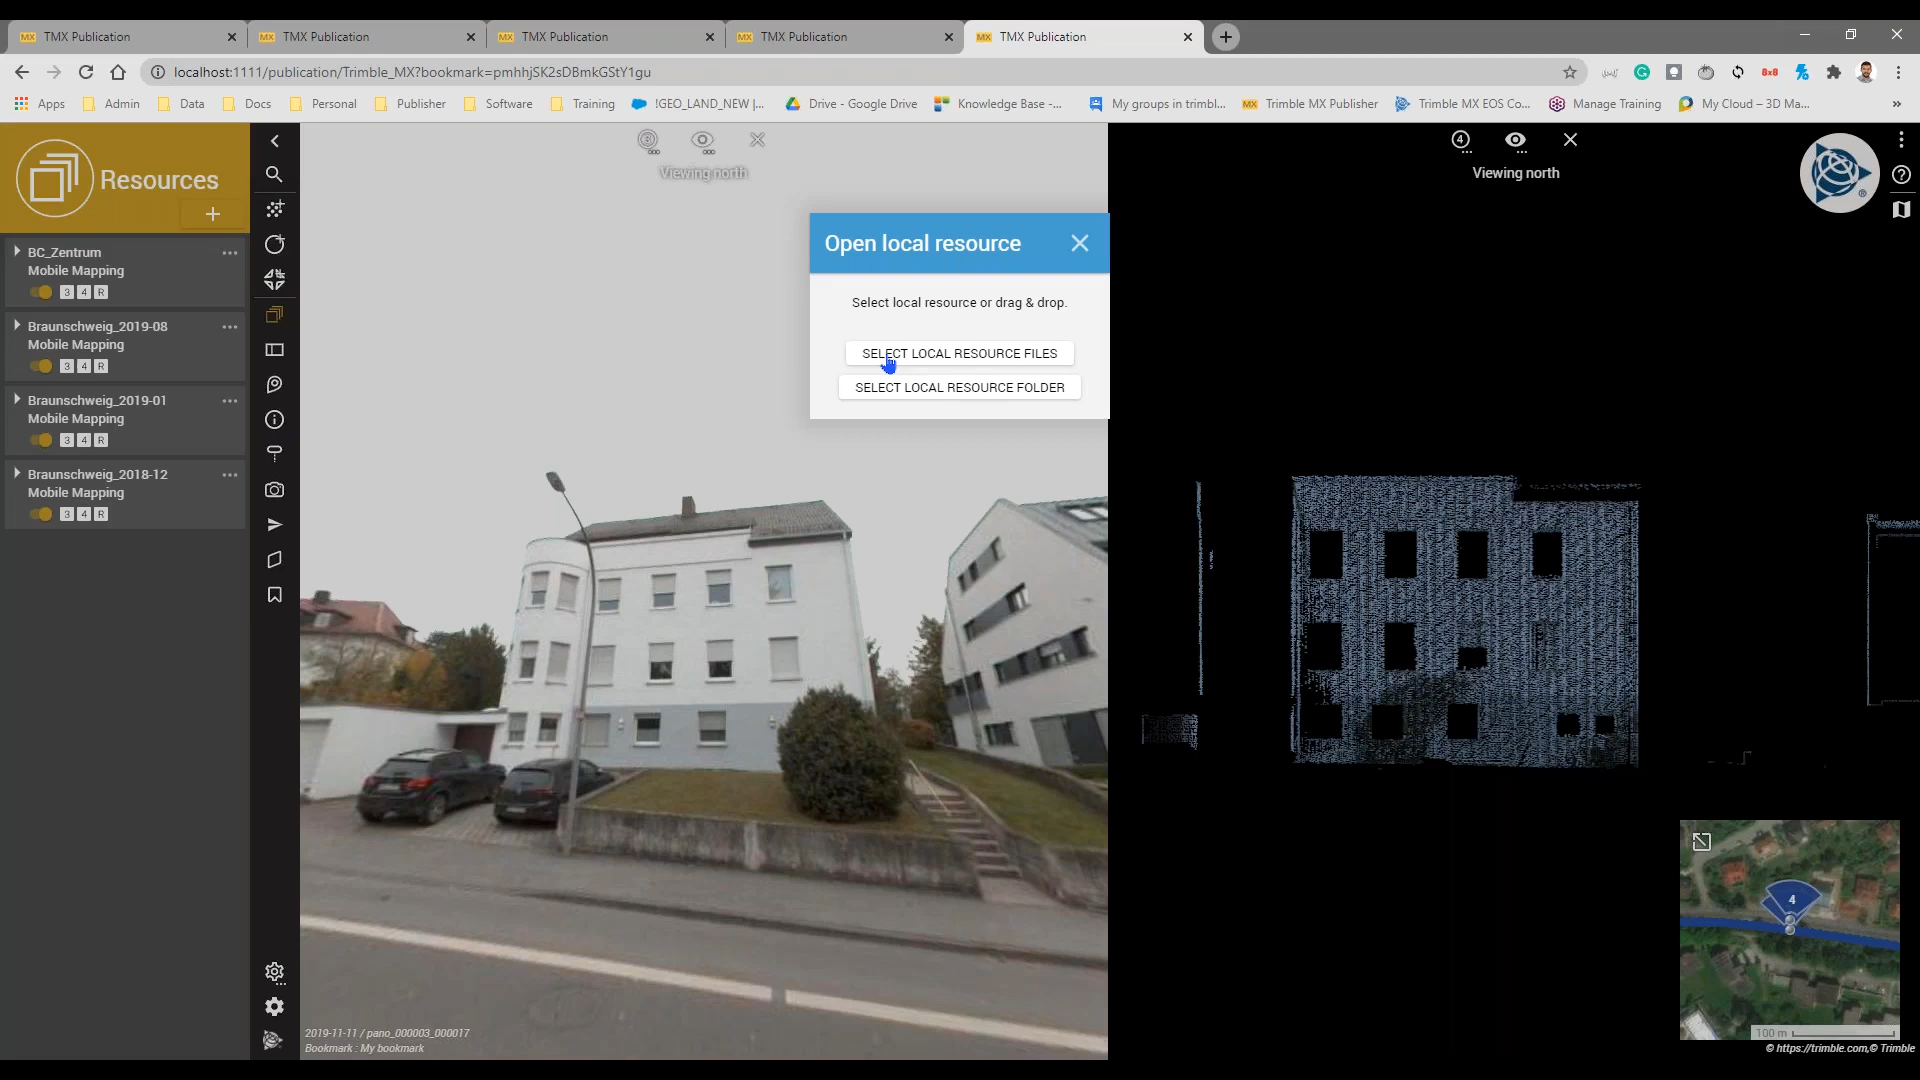 TMX Publication
TMX Publication
TMX Publication
TMX Publication
TMX Publication
localhost:1111/publication/Trimble_MX?bookmark=pmhhjSK2sDBmkGStY1gu
Apps
Admin
Data
Docs
Personal
Publisher
Software
Training
!GEO_LAND_NEW |...
Drive - Google Drive
Knowledge Base -...
My groups in trimbl...
MX Trimble MX Publisher
Trimble MX EOS Co...
Manage Training
My Cloud – 3D Ma...
Resources
BC_Zentrum
Mobile Mapping
3 4 R
Braunschweig_2019-08
Mobile Mapping
3 4 R
Braunschweig_2019-01
Mobile Mapping
3 4 R
Braunschweig_2018-12
Mobile Mapping
3 4 R
3
Viewing north
4
Viewing north
Open local resource
Select local resource or drag & drop.
SELECT LOCAL RESOURCE FILES
SELECT LOCAL RESOURCE FOLDER
2019-11-11 / pano_000003_000017
Bookmark : My bookmark
4
100 m
© https://trimble.com,© Trimble